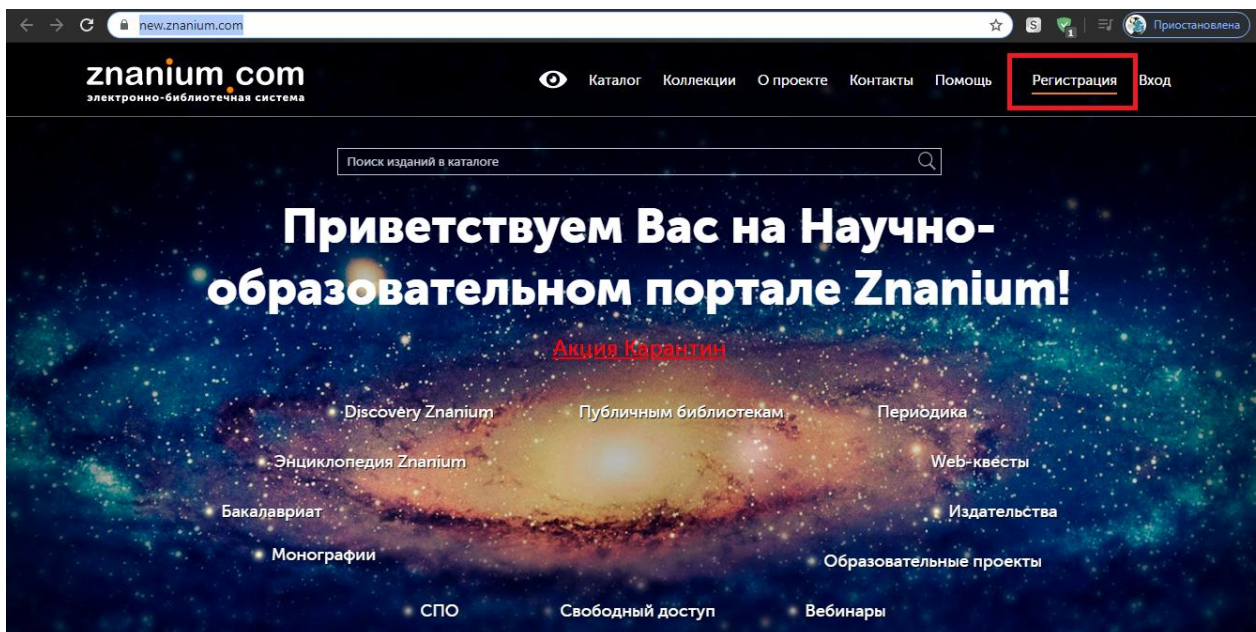 new.znanium.com
S
1
Приостановлена
znanium.com
электронно-библиотечная система
Каталог Коллекции О проекте Контакты Помощь Регистрация Вход
Поиск изданий в каталоге
Приветствуем Вас на Научно-
образовательном портале Znanium!
Акция Карантин
Discovery Znanium Публичным библиотекам Периодика
Энциклопедия Znanium Web-квесты
Бакалавриат Издательства
Монографии Образовательные проекты
СПО Свободный доступ Вебинары